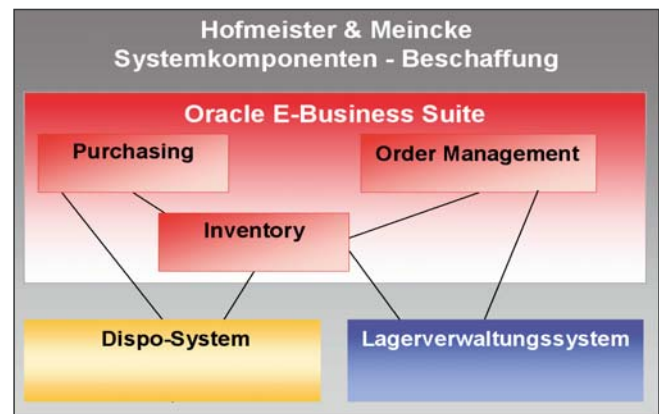 Hofmeister & Meincke
Systemkomponenten - Beschaffung
Oracle E-Business Suite
Purchasing
Order Management
Inventory
Dispo-System
Lagerverwaltungssystem